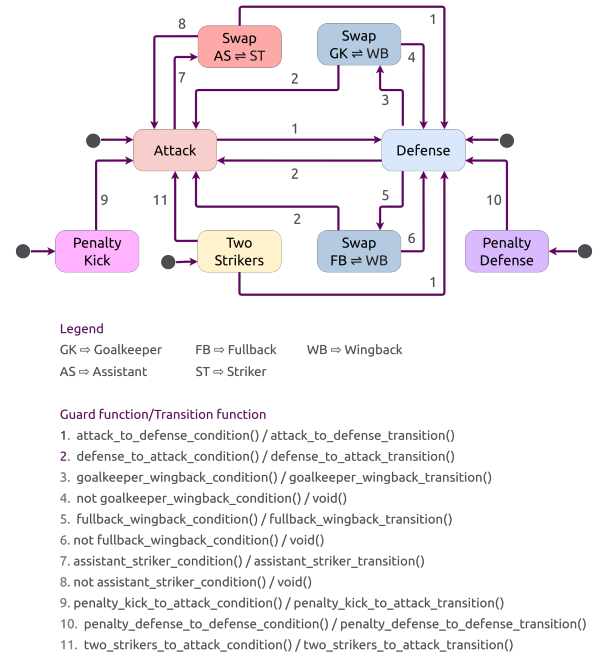 1
8
Swap
AS ⇌ ST
Swap
GK ⇌ WB
4
7
2
3
1
Attack
Defense
2
5
9
11
2
10
6
Penalty
Kick
Two
Strikers
Swap
FB ⇌ WB
Penalty
Defense
1
Legend
GK ⇨ Goalkeeper FB ⇨ Fullback WB ⇨ Wingback
AS ⇨ Assistant ST ⇨ Striker
Guard function/Transition function
1. attack_to_defense_condition() / attack_to_defense_transition()
2. defense_to_attack_condition() / defense_to_attack_transition()
3. goalkeeper_wingback_condition() / goalkeeper_wingback_transition()
4. not goalkeeper_wingback_condition() / void()
5. fullback_wingback_condition() / fullback_wingback_transition()
6. not fullback_wingback_condition() / void()
7. assistant_striker_condition() / assistant_striker_transition()
8. not assistant_striker_condition() / void()
9. penalty_kick_to_attack_condition() / penalty_kick_to_attack_transition()
10. penalty_defense_to_defense_condition() / penalty_defense_to_defense_transition()
11. two_strikers_to_attack_condition() / two_strikers_to_attack_transition()